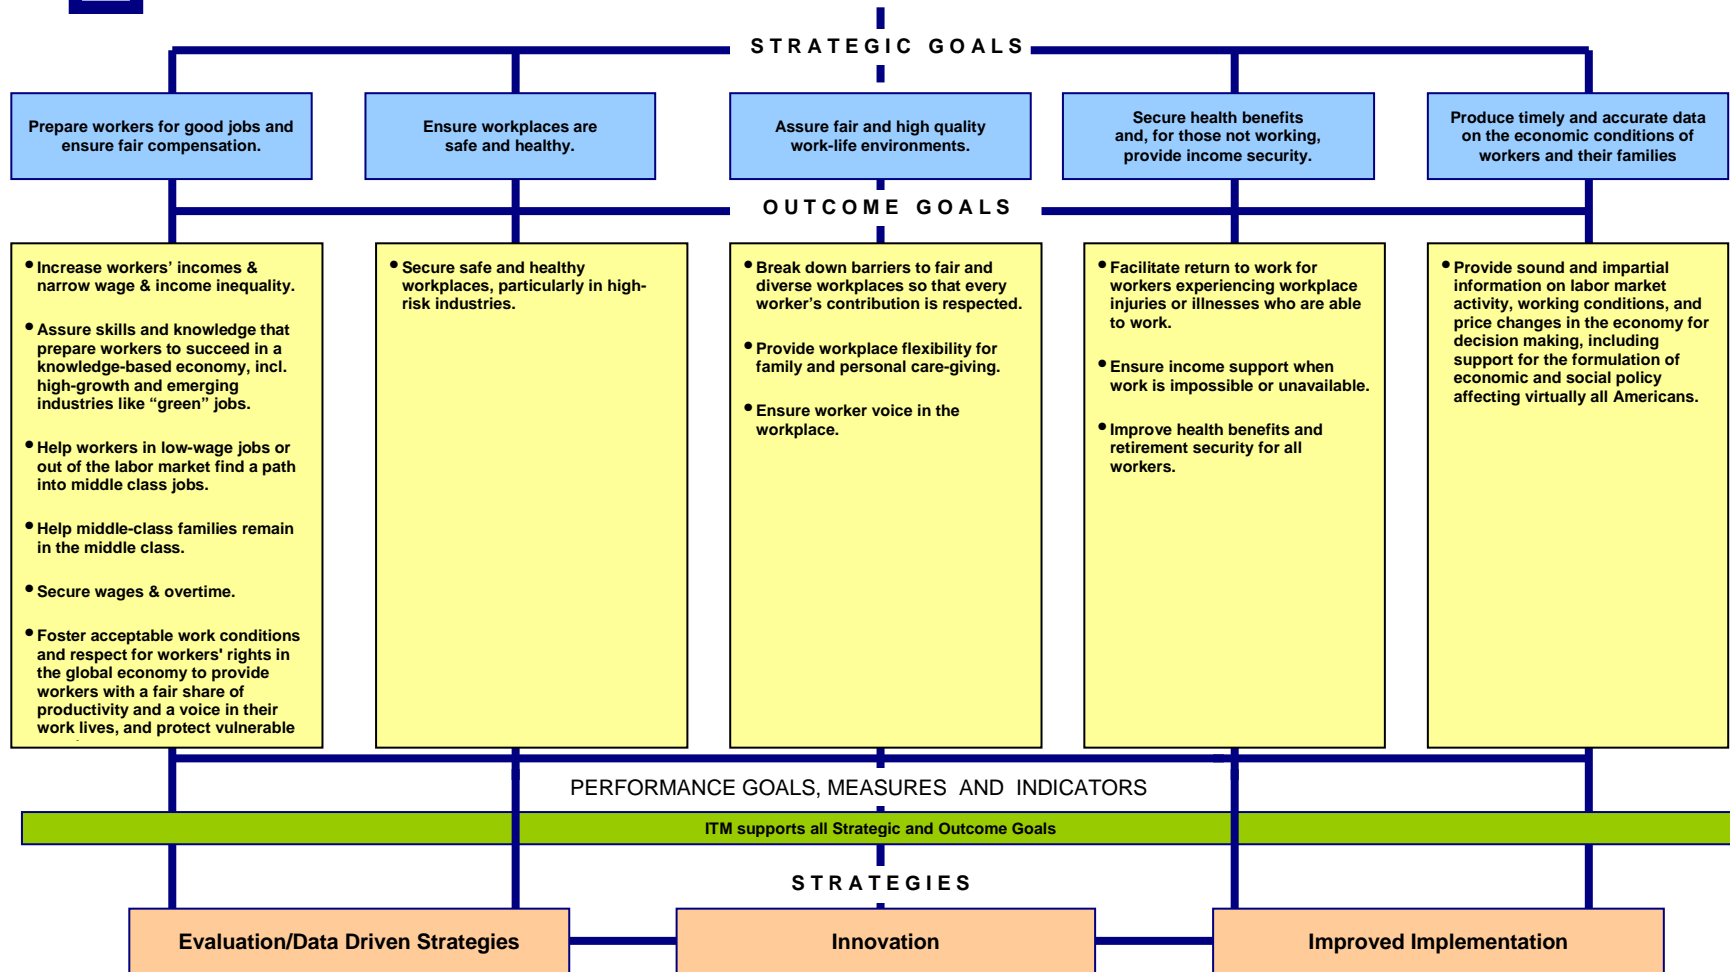 STRATEGIC GOALS
Prepare workers for good jobs and
ensure fair compensation.
Ensure workplaces are
safe and healthy.
Assure fair and high quality
work-life environments.
Secure health benefits
and, for those not working,
provide income security.
Produce timely and accurate data
on the economic conditions of
workers and their families
OUTCOME GOALS
• Increase workers' incomes &
narrow wage & income inequality.
• Assure skills and knowledge that
prepare workers to succeed in a
knowledge-based economy, incl.
high-growth and emerging
industries like “green” jobs.
• Help workers in low-wage jobs or
out of the labor market find a path
into middle class jobs.
• Help middle-class families remain
in the middle class.
• Secure wages & overtime.
• Foster acceptable work conditions
and respect for workers' rights in
the global economy to provide
workers with a fair share of
productivity and a voice in their
work lives, and protect vulnerable
• Secure safe and healthy
workplaces, particularly in high-
risk industries.
• Break down barriers to fair and
diverse workplaces so that every
worker's contribution is respected.
• Provide workplace flexibility for
family and personal care-giving.
• Ensure worker voice in the
workplace.
• Facilitate return to work for
workers experiencing workplace
injuries or illnesses who are able
to work.
• Ensure income support when
work is impossible or unavailable.
• Improve health benefits and
retirement security for all
workers.
• Provide sound and impartial
information on labor market
activity, working conditions, and
price changes in the economy for
decision making, including
support for the formulation of
economic and social policy
affecting virtually all Americans.
PERFORMANCE GOALS, MEASURES AND INDICATORS
ITM supports all Strategic and Outcome Goals
STRATEGIES
Evaluation/Data Driven Strategies
Innovation
Improved Implementation